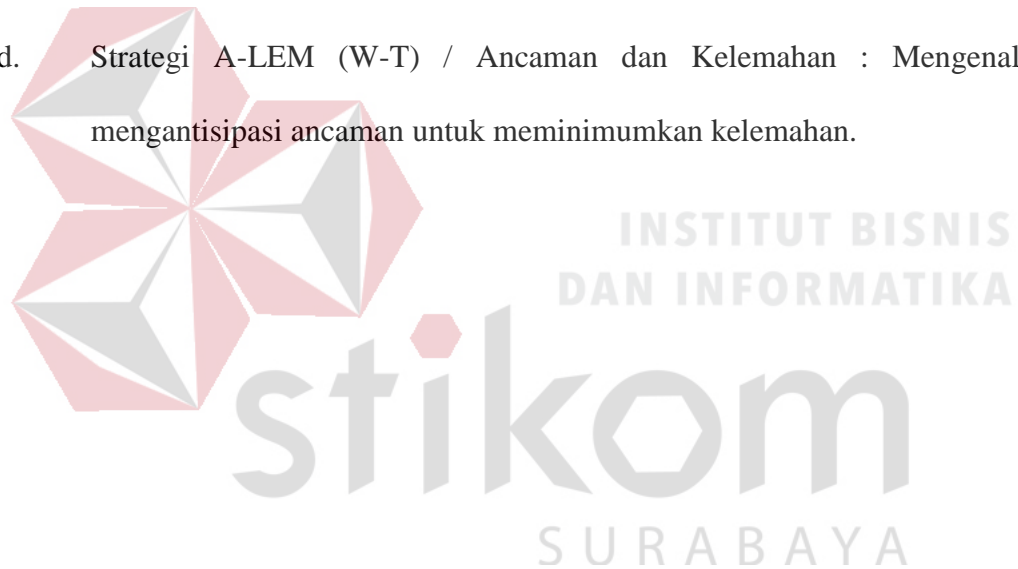 d. Strategi A-LEM (W-T) / Ancaman dan Kelemahan : Mengenal
mengantisipasi ancaman untuk meminimumkan kelemahan.
INSTITUT BISNIS
DAN INFORMATIKA
stikom
SURABAYA